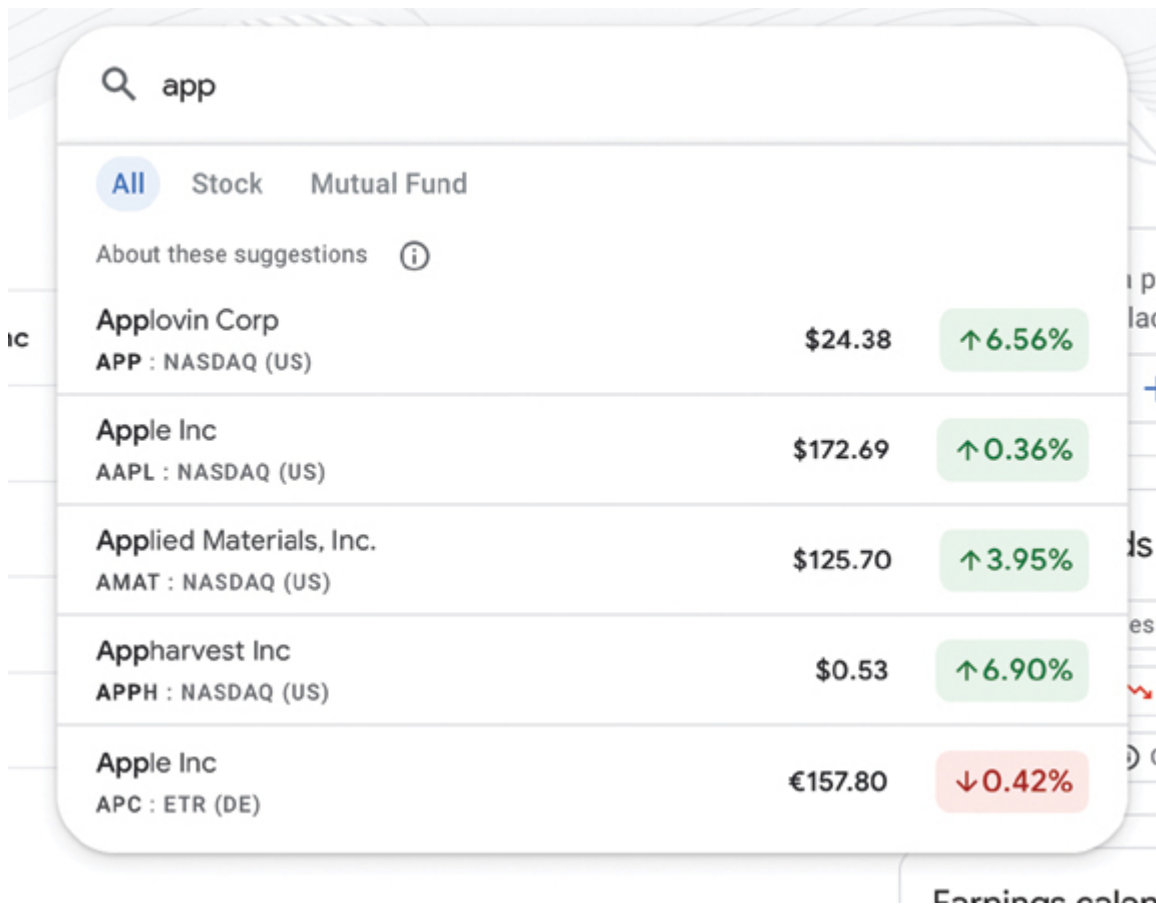 app
All Stock Mutual Fund
About these suggestions
Applovin Corp
APP : NASDAQ (US)
$24.38
↑6.56%
Apple Inc
AAPL : NASDAQ (US)
$172.69
↑0.36%
Applied Materials, Inc.
AMAT : NASDAQ (US)
$125.70
↑3.95%
Appharvest Inc
APPH : NASDAQ (US)
$0.53
↑6.90%
Apple Inc
APC : ETR (DE)
€157.80
↓0.42%